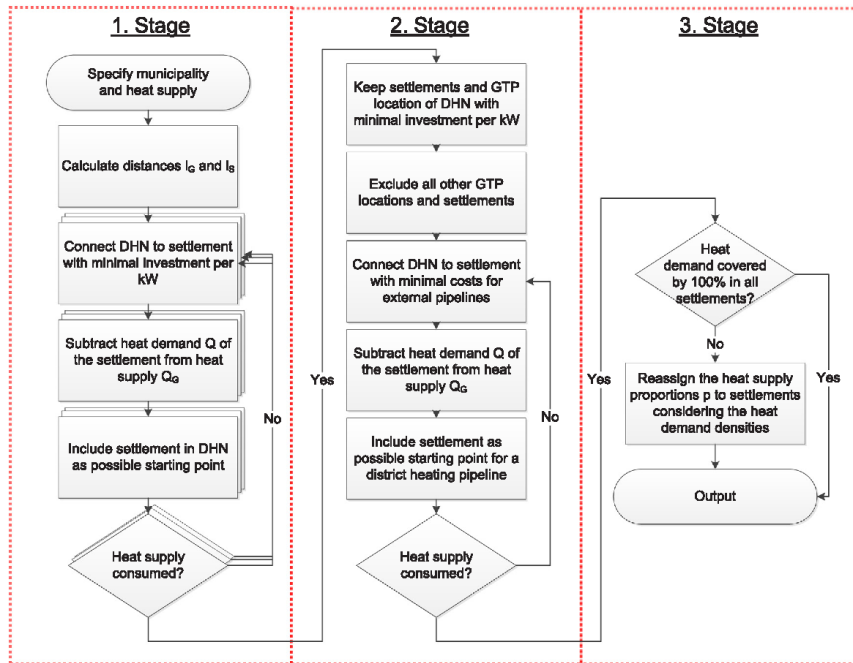 1. Stage
Specify municipality
and heat supply
Calculate distances lG and lS
Connect DHN to settlement
with minimal investment per
kW
Subtract heat demand Q of
the settlement from heat
supply QG
Include settlement in DHN
as possible starting point
Heat supply
consumed?
No
Yes
2. Stage
Keep settlements and GTP
location of DHN with
minimal investment per kW
Exclude all other GTP
locations and settlements
Connect DHN to settlement
with minimal costs for
external pipelines
Subtract heat demand Q of
the settlement from heat
supply QG
Include settlement as
possible starting point for a
district heating pipeline
Heat supply
consumed?
No
Yes
3. Stage
Heat
demand covered
by 100% in all
settlements?
No
Yes
Reassign the heat supply
proportions p to settlements
considering the heat
demand densities
Output